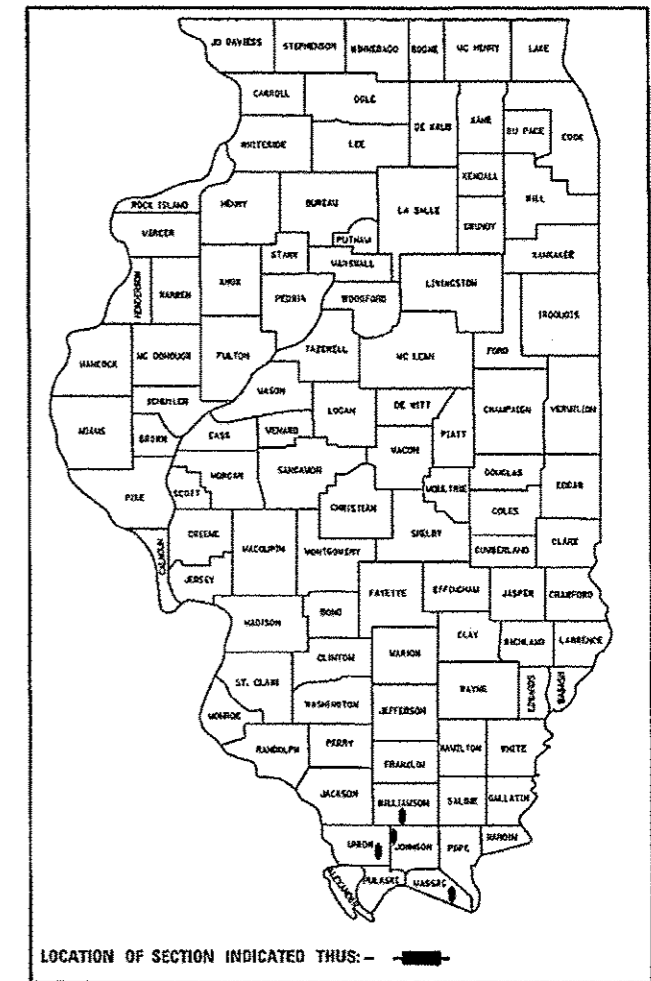 JO DAVIESS STEPHENSON WINNEBAGO BOONE MC HENRY LAKE
CARROLL OGLE DE KALB KANE DU PAGE COOK
WHITESIDE LEE KENDALL WILL
ROCK ISLAND HENRY BUREAU LA SALLE GRUNDY
MERCER PUTNAM KANKAKEE
STARK MARSHALL
HENDERSON WARREN KNOX PEORIA WOODFORD LIVINGSTON IROQUOIS
HANCOCK MC DONOUGH FULTON TAZEWELL MC LEAN FORD
SCHUYLER MASON LOGAN DE WITT CHAMPAIGN VERMILION
ADAMS BROWN CASS MENARD MACON PIATT
PIKE SCOTT MORGAN SANGAMON CHRISTIAN MOULTRIE DOUGLAS EDGAR
COLES
CALHOUN GREENE MACOUPIN MONTGOMERY SHELBY CUMBERLAND CLARK
JERSEY FAYETTE EFFINGHAM JASPER CRAWFORD
MADISON BOND
CLAY RICHLAND LAWRENCE
CLINTON MARION
ST. CLAIR WAYNE EDWARDS WABASH
MONROE WASHINGTON JEFFERSON
RANDOLPH PERRY HAMILTON WHITE
FRANKLIN
JACKSON WILLIAMSON SALINE GALLATIN
UNION JOHNSON POPE HARDIN
ALEXANDER PULASKI MASSAC
LOCATION OF SECTION INDICATED THUS:-